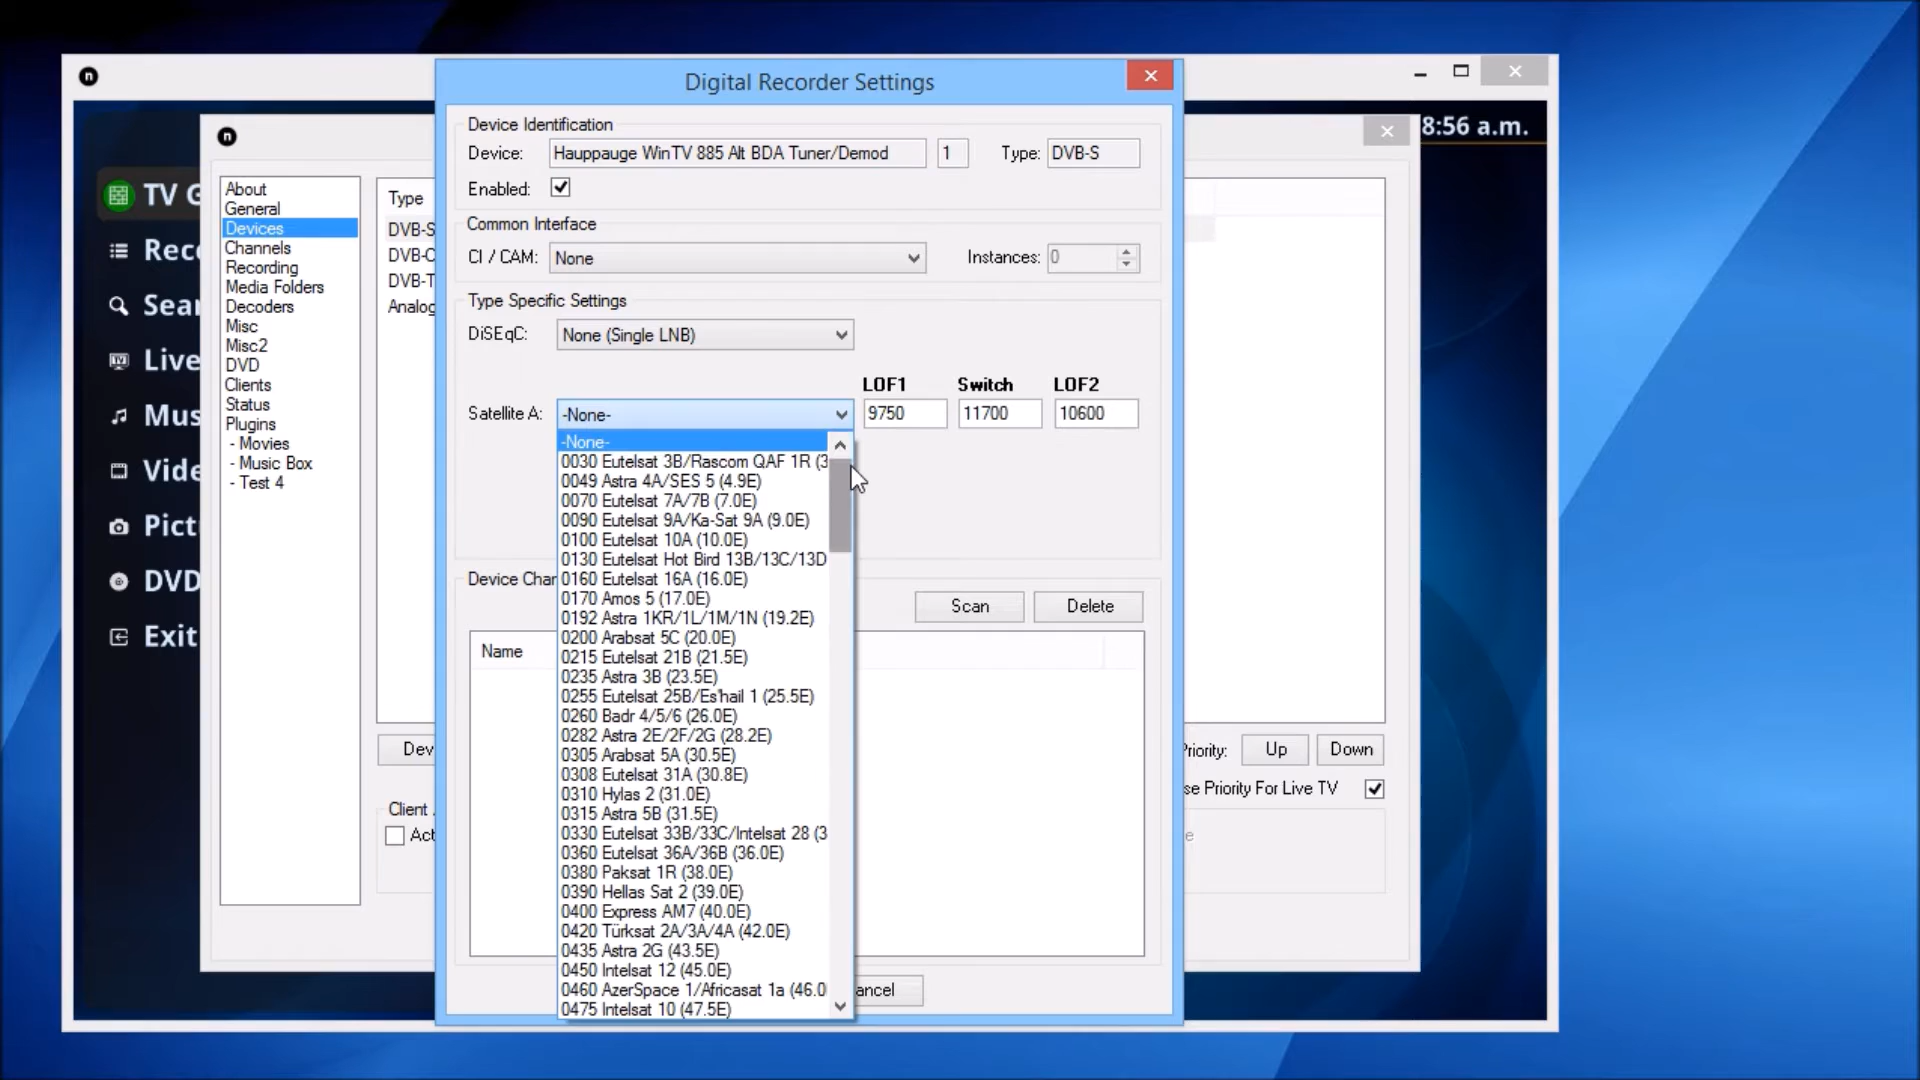 n
Digital Recorder Settings
8:56 a.m.
n
TV G
Reco
Sear
Live
Mus
Vide
Pict
DVD
Exit
About
General
Devices
Channels
Recording
Media Folders
Decoders
Misc
Misc2
DVD
Clients
Status
Plugins
- Movies
- Music Box
- Test 4
Type
DVB-S
DVB-C
DVB-T
Analog
Dev
Client
Act
Device Identification
Device: Hauppauge WinTV 885 Alt BDA Tuner/Demod 1 Type: DVB-S
Enabled:
Common Interface
CI / CAM: None Instances: 0
Type Specific Settings
DiSEqC: None (Single LNB)
LOF1 Switch LOF2
Satellite A: -None- 9750 11700 10600
-None-
0030 Eutelsat 3B/Rascom QAF 1R (3
0049 Astra 4A/SES 5 (4.9E)
0070 Eutelsat 7A/7B (7.0E)
0090 Eutelsat 9A/Ka-Sat 9A (9.0E)
0100 Eutelsat 10A (10.0E)
0130 Eutelsat Hot Bird 13B/13C/13D
0160 Eutelsat 16A (16.0E)
0170 Amos 5 (17.0E)
0192 Astra 1KR/1L/1M/1N (19.2E)
0200 Arabsat 5C (20.0E)
0215 Eutelsat 21B (21.5E)
0235 Astra 3B (23.5E)
0255 Eutelsat 25B/Es'hail 1 (25.5E)
0260 Badr 4/5/6 (26.0E)
0282 Astra 2E/2F/2G (28.2E)
0305 Arabsat 5A (30.5E)
0308 Eutelsat 31A (30.8E)
0310 Hylas 2 (31.0E)
0315 Astra 5B (31.5E)
0330 Eutelsat 33B/33C/Intelsat 28 (3
0360 Eutelsat 36A/36B (36.0E)
0380 Paksat 1R (38.0E)
0390 Hellas Sat 2 (39.0E)
0400 Express AM7 (40.0E)
0420 Türksat 2A/3A/4A (42.0E)
0435 Astra 2G (43.5E)
0450 Intelsat 12 (45.0E)
0460 AzerSpace 1/Africasat 1a (46.0
0475 Intelsat 10 (47.5E)
Device Char
Scan Delete
Name
ancel
Priority: Up Down
se Priority For Live TV
e